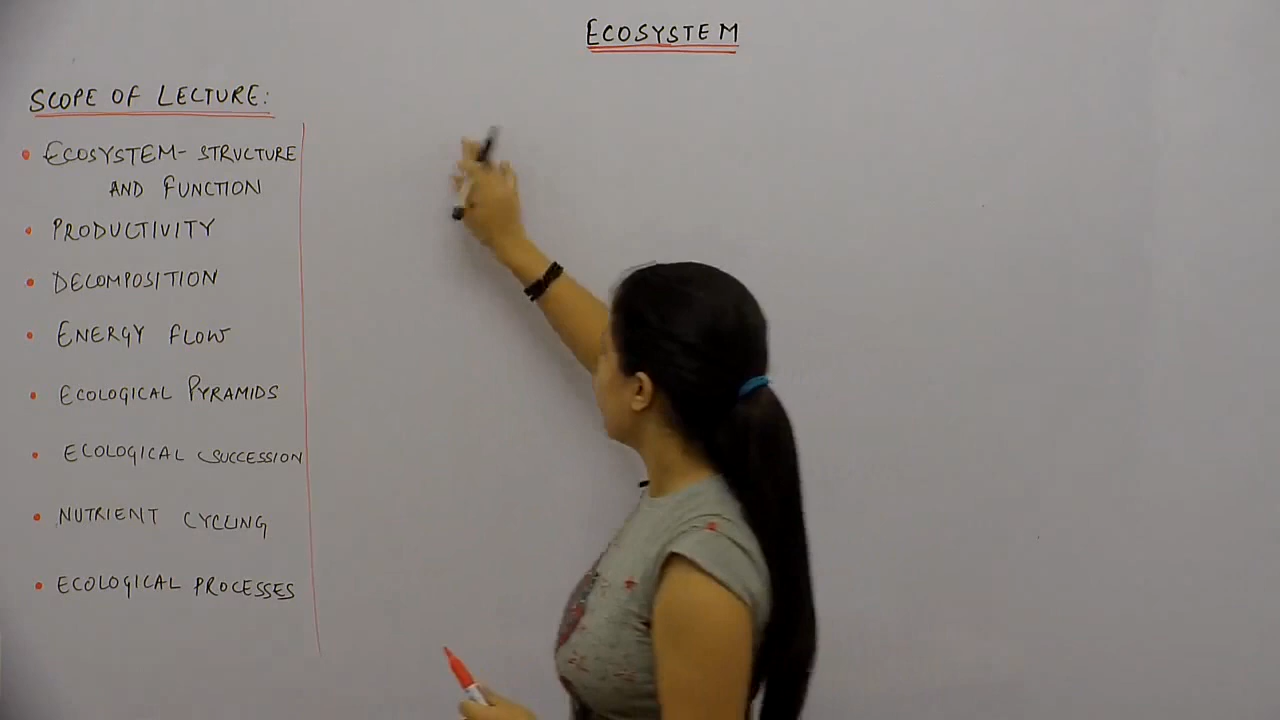 ECOSYSTEM
SCOPE OF LECTURE:
• ECOSYSTEM- STRUCTURE
AND FUNCTION
• PRODUCTIVITY
• DECOMPOSITION
• ENERGY FLOW
• ECOLOGICAL PYRAMIDS
• ECOLOGICAL SUCCESSION
• NUTRIENT CYCLING
• ECOLOGICAL PROCESSES